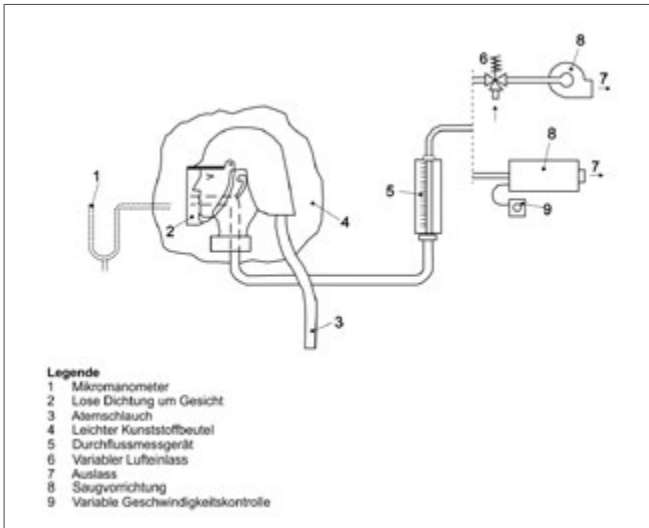 8
6
7
1
8
7
5
9
2
4
3
Legende
1 Mikromanometer
2 Lose Dichtung um Gesicht
3 Atemschlauch
4 Leichter Kunststoffbeutel
5 Durchflussmessgerät
6 Variabler Lufteinlass
7 Auslass
8 Saugvorrichtung
9 Variable Geschwindigkeitskontrolle